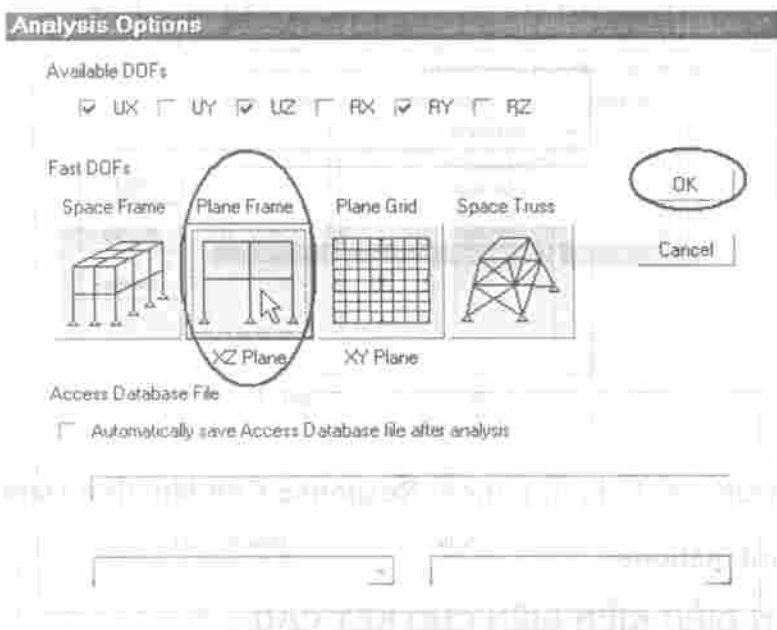 Analysis Options
Available DOFs
UX UY UZ RX RY RZ
Fast DOFs
Space Frame Plane Frame Plane Grid Space Truss
OK
Cancel
XZ Plane XY Plane
Access Database File
Automatically save Access Database file after analysis